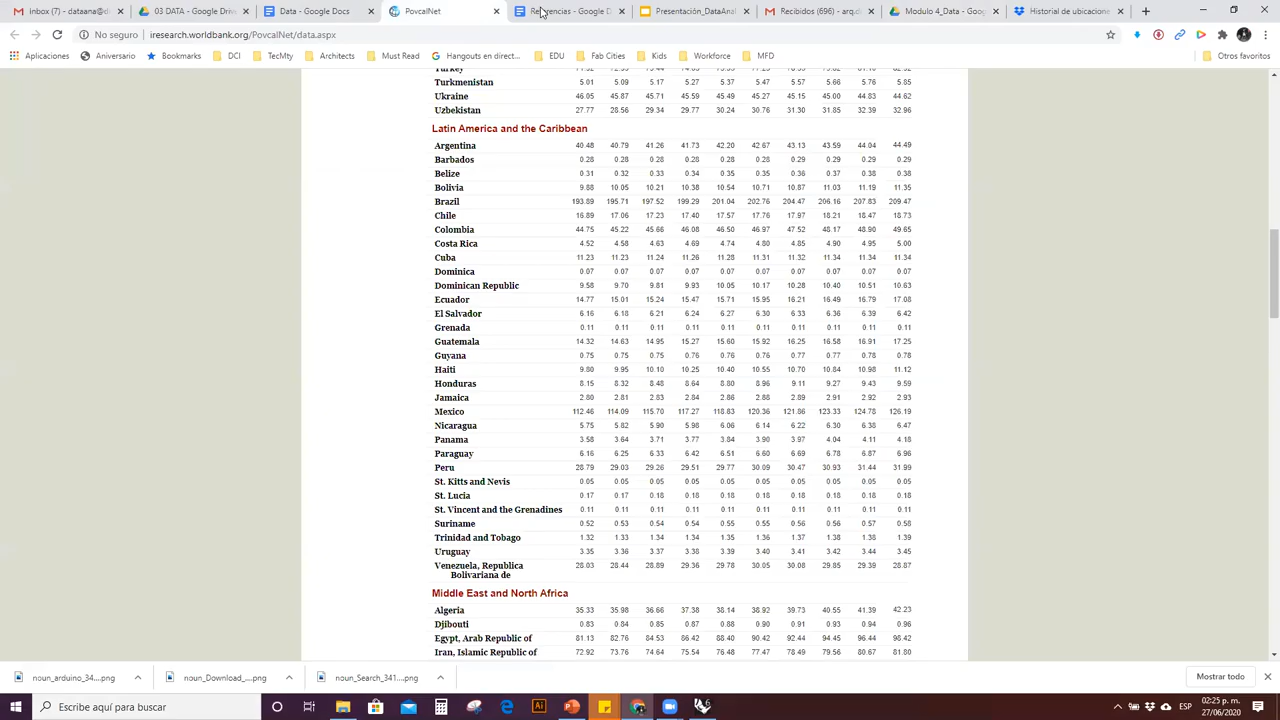 Inbox (7) - dataana@d
03 DATA - Google Driv
Data - Google Docs
PovcalNet
Referencias - Google D
Presentación_DataAnal
Recibidos (696) - arq.di
Modulo 4_Data - Goog
Historial de ubicacione
No seguro iresearch.worldbank.org/PovcalNet/data.aspx
Aplicaciones Aniversario Bookmarks DCI TecMty Architects Must Read Hangouts en direct... EDU Fab Cities Kids Workforce MFD Otros favoritos
Turkmenistan 5.01 5.09 5.17 5.27 5.37 5.47 5.57 5.66 5.76 5.85
Ukraine 46.05 45.87 45.71 45.59 45.49 45.27 45.15 45.00 44.83 44.62
Uzbekistan 27.77 28.56 29.34 29.77 30.24 30.76 31.30 31.85 32.39 32.96
Latin America and the Caribbean
Argentina 40.48 40.79 41.26 41.73 42.20 42.67 43.13 43.59 44.04 44.49
Barbados 0.28 0.28 0.28 0.28 0.28 0.28 0.29 0.29 0.29 0.29
Belize 0.31 0.32 0.33 0.34 0.35 0.35 0.36 0.37 0.38 0.38
Bolivia 9.88 10.05 10.21 10.38 10.54 10.71 10.87 11.03 11.19 11.35
Brazil 193.89 195.71 197.52 199.29 201.04 202.76 204.47 206.16 207.83 209.47
Chile 16.89 17.06 17.23 17.40 17.57 17.76 17.97 18.21 18.47 18.73
Colombia 44.75 45.22 45.66 46.08 46.50 46.97 47.52 48.17 48.90 49.65
Costa Rica 4.52 4.58 4.63 4.69 4.74 4.80 4.85 4.90 4.95 5.00
Cuba 11.23 11.23 11.24 11.26 11.28 11.31 11.32 11.34 11.34 11.34
Dominica 0.07 0.07 0.07 0.07 0.07 0.07 0.07 0.07 0.07 0.07
Dominican Republic 9.58 9.70 9.81 9.93 10.05 10.17 10.28 10.40 10.51 10.63
Ecuador 14.77 15.01 15.24 15.47 15.71 15.95 16.21 16.49 16.79 17.08
El Salvador 6.16 6.18 6.21 6.24 6.27 6.30 6.33 6.36 6.39 6.42
Grenada 0.11 0.11 0.11 0.11 0.11 0.11 0.11 0.11 0.11 0.11
Guatemala 14.32 14.63 14.95 15.27 15.60 15.92 16.25 16.58 16.91 17.25
Guyana 0.75 0.75 0.75 0.76 0.76 0.76 0.77 0.77 0.78 0.78
Haiti 9.80 9.95 10.10 10.25 10.40 10.55 10.70 10.84 10.98 11.12
Honduras 8.15 8.32 8.48 8.64 8.80 8.96 9.11 9.27 9.43 9.59
Jamaica 2.80 2.81 2.83 2.84 2.86 2.88 2.89 2.91 2.92 2.93
Mexico 112.46 114.09 115.70 117.27 118.83 120.36 121.86 123.33 124.78 126.19
Nicaragua 5.75 5.82 5.90 5.98 6.06 6.14 6.22 6.30 6.38 6.47
Panama 3.58 3.64 3.71 3.77 3.84 3.90 3.97 4.04 4.11 4.18
Paraguay 6.16 6.25 6.33 6.42 6.51 6.60 6.69 6.78 6.87 6.96
Peru 28.79 29.03 29.26 29.51 29.77 30.09 30.47 30.93 31.44 31.99
St. Kitts and Nevis 0.05 0.05 0.05 0.05 0.05 0.05 0.05 0.05 0.05 0.05
St. Lucia 0.17 0.17 0.18 0.18 0.18 0.18 0.18 0.18 0.18 0.18
St. Vincent and the Grenadines 0.11 0.11 0.11 0.11 0.11 0.11 0.11 0.11 0.11 0.11
Suriname 0.52 0.53 0.54 0.54 0.55 0.55 0.56 0.56 0.57 0.58
Trinidad and Tobago 1.32 1.33 1.34 1.34 1.35 1.36 1.37 1.38 1.38 1.39
Uruguay 3.35 3.36 3.37 3.38 3.39 3.40 3.41 3.42 3.44 3.45
Venezuela, Republica 28.03 28.44 28.89 29.36 29.78 30.05 30.08 29.85 29.39 28.87
Bolivariana de
Middle East and North Africa
Algeria 35.33 35.98 36.66 37.38 38.14 38.92 39.73 40.55 41.39 42.23
Djibouti 0.83 0.84 0.85 0.87 0.88 0.90 0.91 0.93 0.94 0.96
Egypt, Arab Republic of 81.13 82.76 84.53 86.42 88.40 90.42 92.44 94.45 96.44 98.42
Iran, Islamic Republic of 72.92 73.76 74.64 75.54 76.48 77.47 78.49 79.56 80.67 81.80
noun_arduino_34....png
noun_Download_....png
noun_Search_341....png
Mostrar todo
Escribe aquí para buscar
ESP
02:25 p. m.
27/06/2020